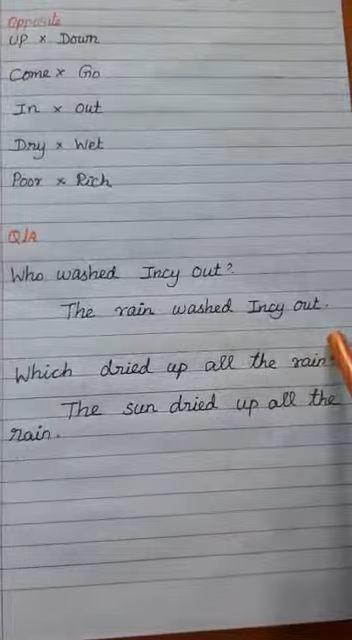 Opposite
UP × Down
Come × Go
In × out
Dry × Wet
Poor × Rich
Q/A
Who washed Incy out?
The rain washed Incy out.
Which dried up all the rain?
The sun dried up all the
rain.